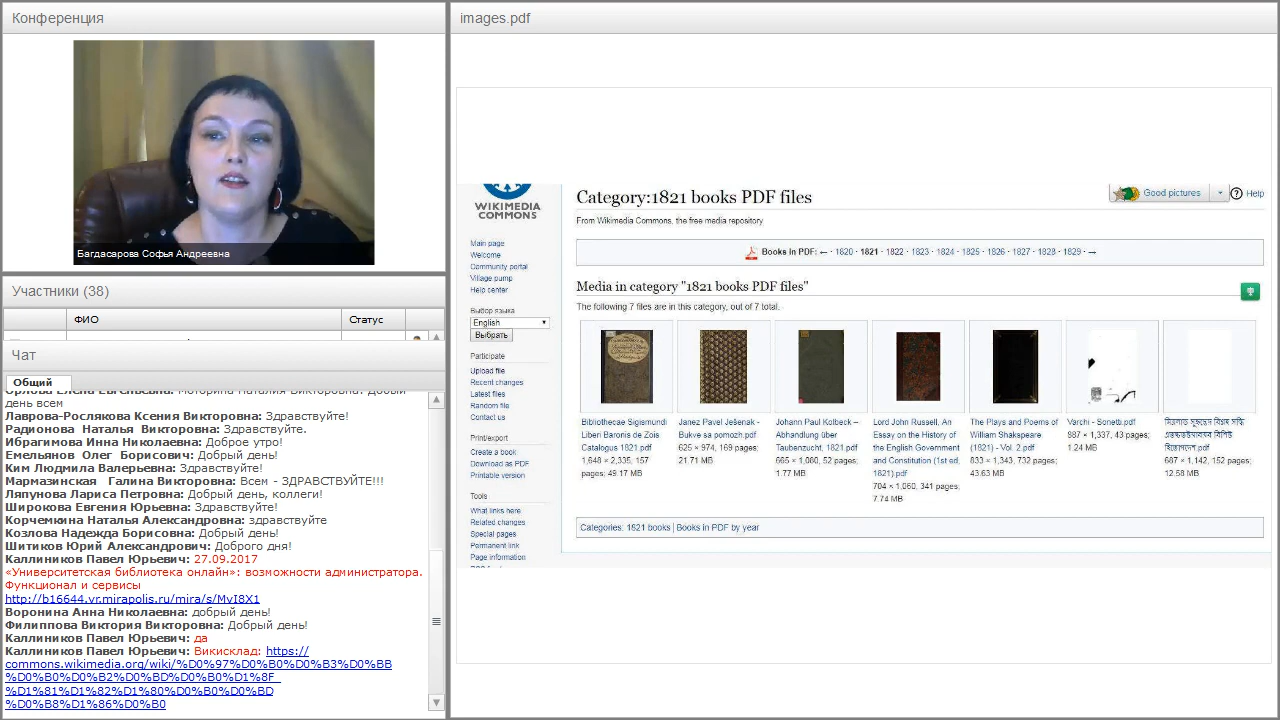 Конференция
Багдасарова Софья Андреевна
Участники (38)
ФИО
Статус
Чат
Общий
день всем
Лаврова-Рослякова Ксения Викторовна: Здравствуйте!
Радионова Наталья Викторовна: Здравствуйте.
Ибрагимова Инна Николаевна: Доброе утро!
Емельянов Олег Борисович: Добрый день!
Ким Людмила Валерьевна: Здравствуйте!
Мармазинская Галина Викторовна: Всем - ЗДРАВСТВУЙТЕ!!!
Ляпунова Лариса Петровна: Добрый день, коллеги!
Широкова Евгения Юрьевна: Здравствуйте!
Корчемкина Наталья Александровна: здравствуйте
Козлова Надежда Борисовна: Добрый день!
Шитиков Юрий Александрович: Доброго дня!
Каллиников Павел Юрьевич: 27.09.2017
«Университетская библиотека онлайн»: возможности администратора.
Функционал и сервисы
http://b16644.vr.mirapolis.ru/mira/s/MvI8X1
Воронина Анна Николаевна: добрый день!
Филиппова Виктория Викторовна: Добрый день!
Каллиников Павел Юрьевич: да
Каллиников Павел Юрьевич: Викисклад: https://
commons.wikimedia.org/wiki/%D0%97%D0%B0%D0%B3%D0%BB
%D0%B0%D0%B2%D0%BD%D0%B0%D1%8F_
%D1%81%D1%82%D1%80%D0%B0%D0%BD
%D0%B8%D1%86%D0%B0
images.pdf
WIKIMEDIA
COMMONS
Main page
Welcome
Community portal
Village pump
Help center
Выбор языка
English
Выбрать
Participate
Upload file
Recent changes
Latest files
Random file
Contact us
Print/export
Create a book
Download as PDF
Printable version
Tools
What links here
Related changes
Special pages
Permanent link
Page information
Category:1821 books PDF files
Good pictures
Help
From Wikimedia Commons, the free media repository
Books in PDF: ← · 1820 · 1821 · 1822 · 1823 · 1824 · 1825 · 1826 · 1827 · 1828 · 1829 · →
Media in category "1821 books PDF files"
The following 7 files are in this category, out of 7 total.
Bibliothecae Sigismundi
Liberi Baronis de Zois
Catalogus 1821.pdf
1,648 × 2,335, 157
pages; 49.17 MB
Janez Pavel Ješenak -
Bukve sa pomozh.pdf
625 × 974, 169 pages;
21.71 MB
Johann Paul Kolbeck –
Abhandlung über
Taubenzucht, 1821.pdf
665 × 1,060, 52 pages;
1.77 MB
Lord John Russell, An
Essay on the History of
the English Government
and Constitution (1st ed,
1821).pdf
704 × 1,060, 341 pages;
7.74 MB
The Plays and Poems of
William Shakspeare
(1821) - Vol. 2.pdf
833 × 1,343, 732 pages;
43.63 MB
Varchi - Sonetti.pdf
987 × 1,337, 43 pages;
1.24 MB
687 × 1,142, 152 pages;
12.58 MB
Categories: 1821 books | Books in PDF by year